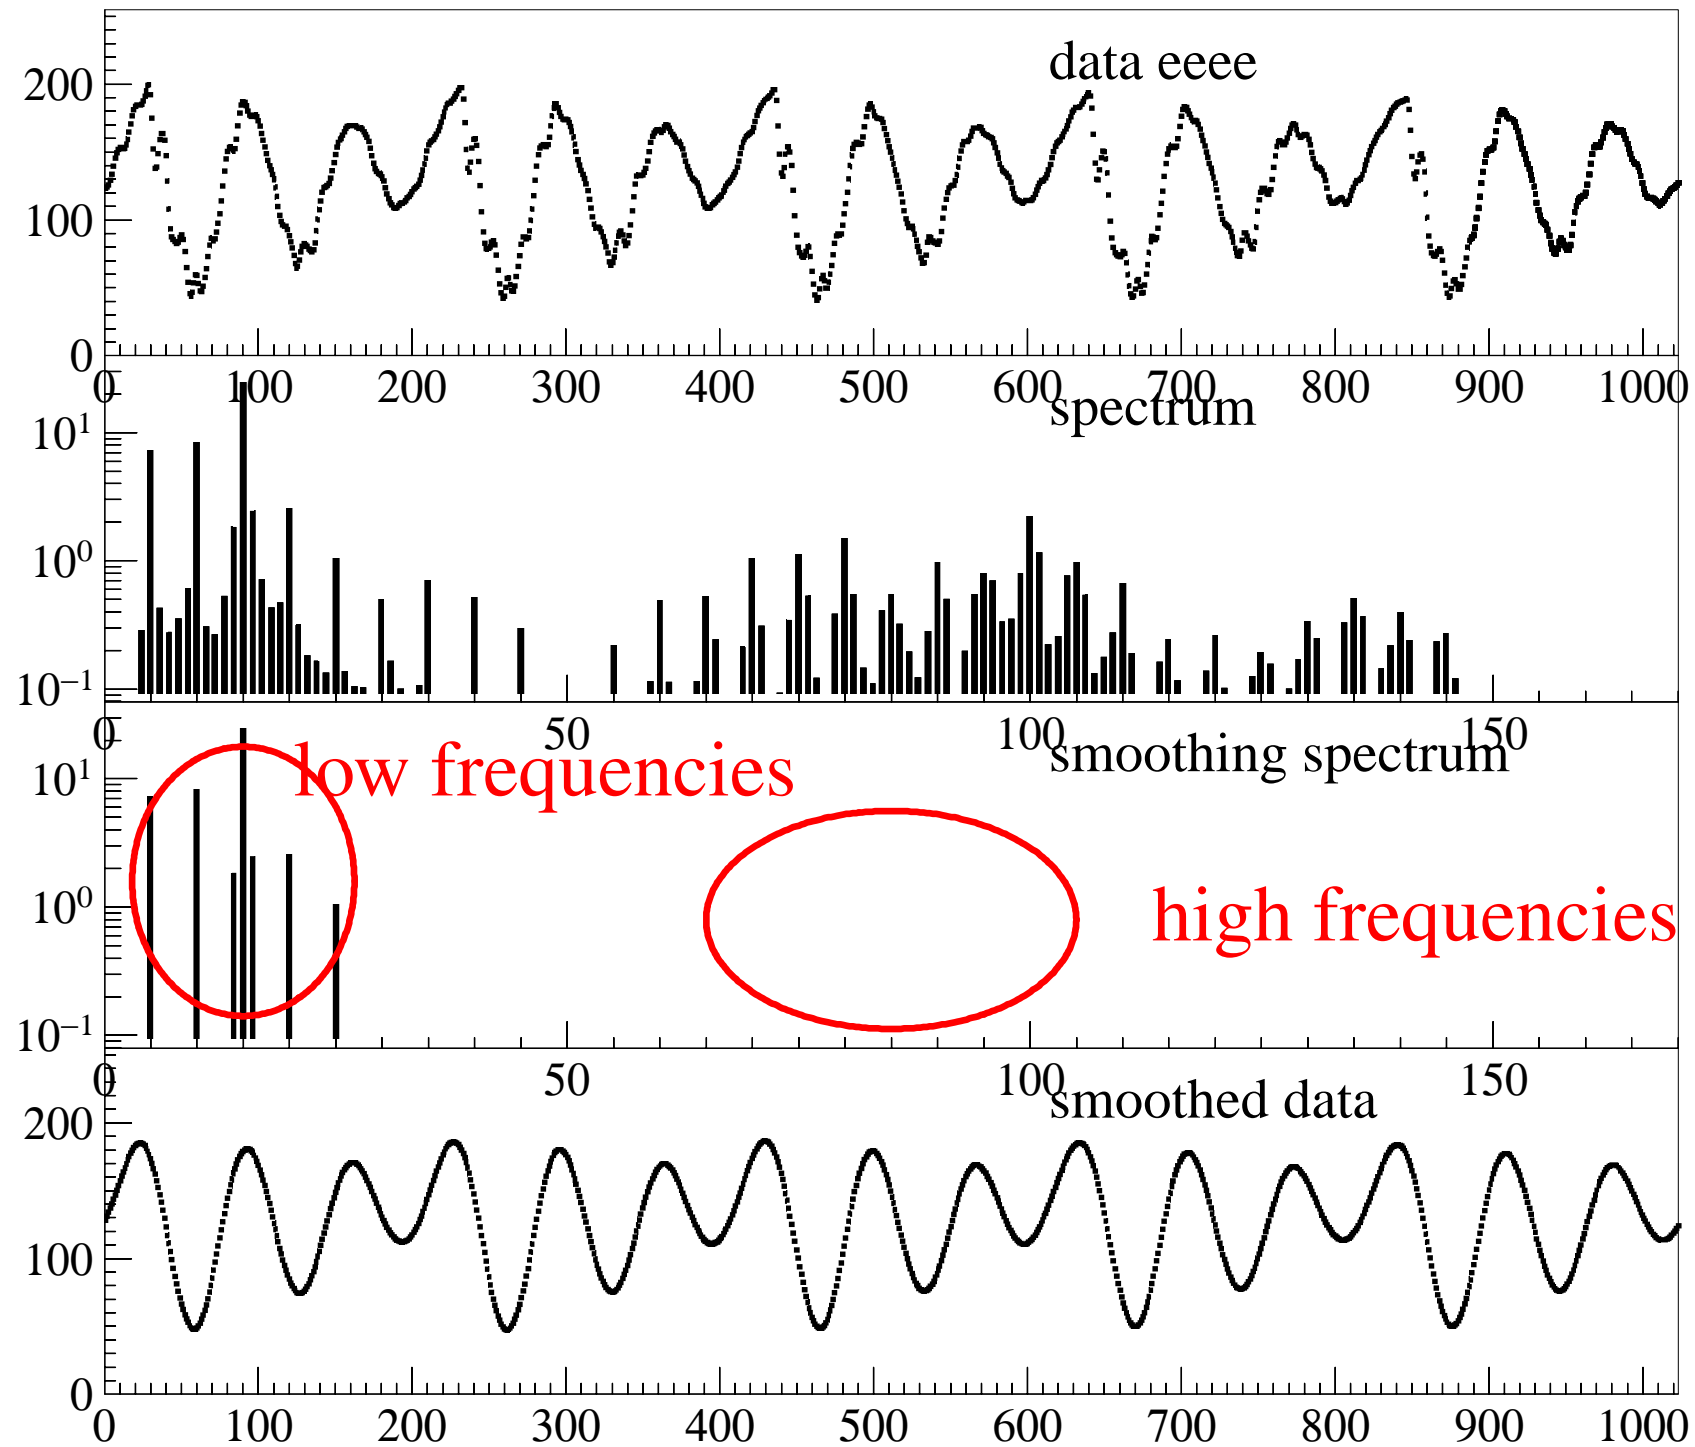 data eeee
200
100
0
0 100 200 300 400 500 600 700 800 900 1000
spectrum
10¹
10⁰
10⁻¹
0 50 100 150
smoothing spectrum
low frequencies
10¹
high frequencies
10⁰
10⁻¹
0 50 100 150
smoothed data
200
100
0
0 100 200 300 400 500 600 700 800 900 1000